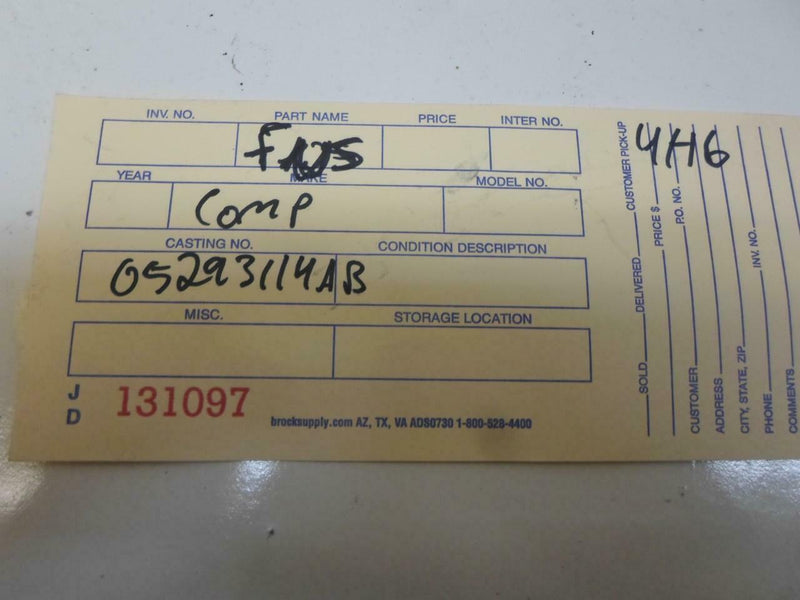 INV. NO. PART NAME PRICE INTER NO.
YEAR MAKE MODEL NO.
COMP
CASTING NO. CONDITION DESCRIPTION
05293114AB
MISC. STORAGE LOCATION
J
D
131097
brocksupply.com AZ, TX, VA ADS0730 1-800-528-4400
4H6
SOLD DELIVERED CUSTOMER PICK-UP
PRICE $
CUSTOMER P.O. NO.
ADDRESS
CITY, STATE, ZIP
PHONE INV. NO.
COMMENTS